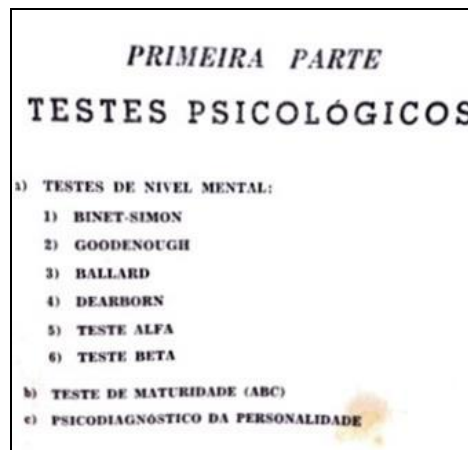 PRIMEIRA PARTE
TESTES PSICOLÓGICOS
a) TESTES DE NIVEL MENTAL:
1) BINET-SIMON
2) GOODENOUGH
3) BALLARD
4) DEARBORN
5) TESTE ALFA
6) TESTE BETA
b) TESTE DE MATURIDADE (ABC)
c) PSICODIAGNÓSTICO DA PERSONALIDADE